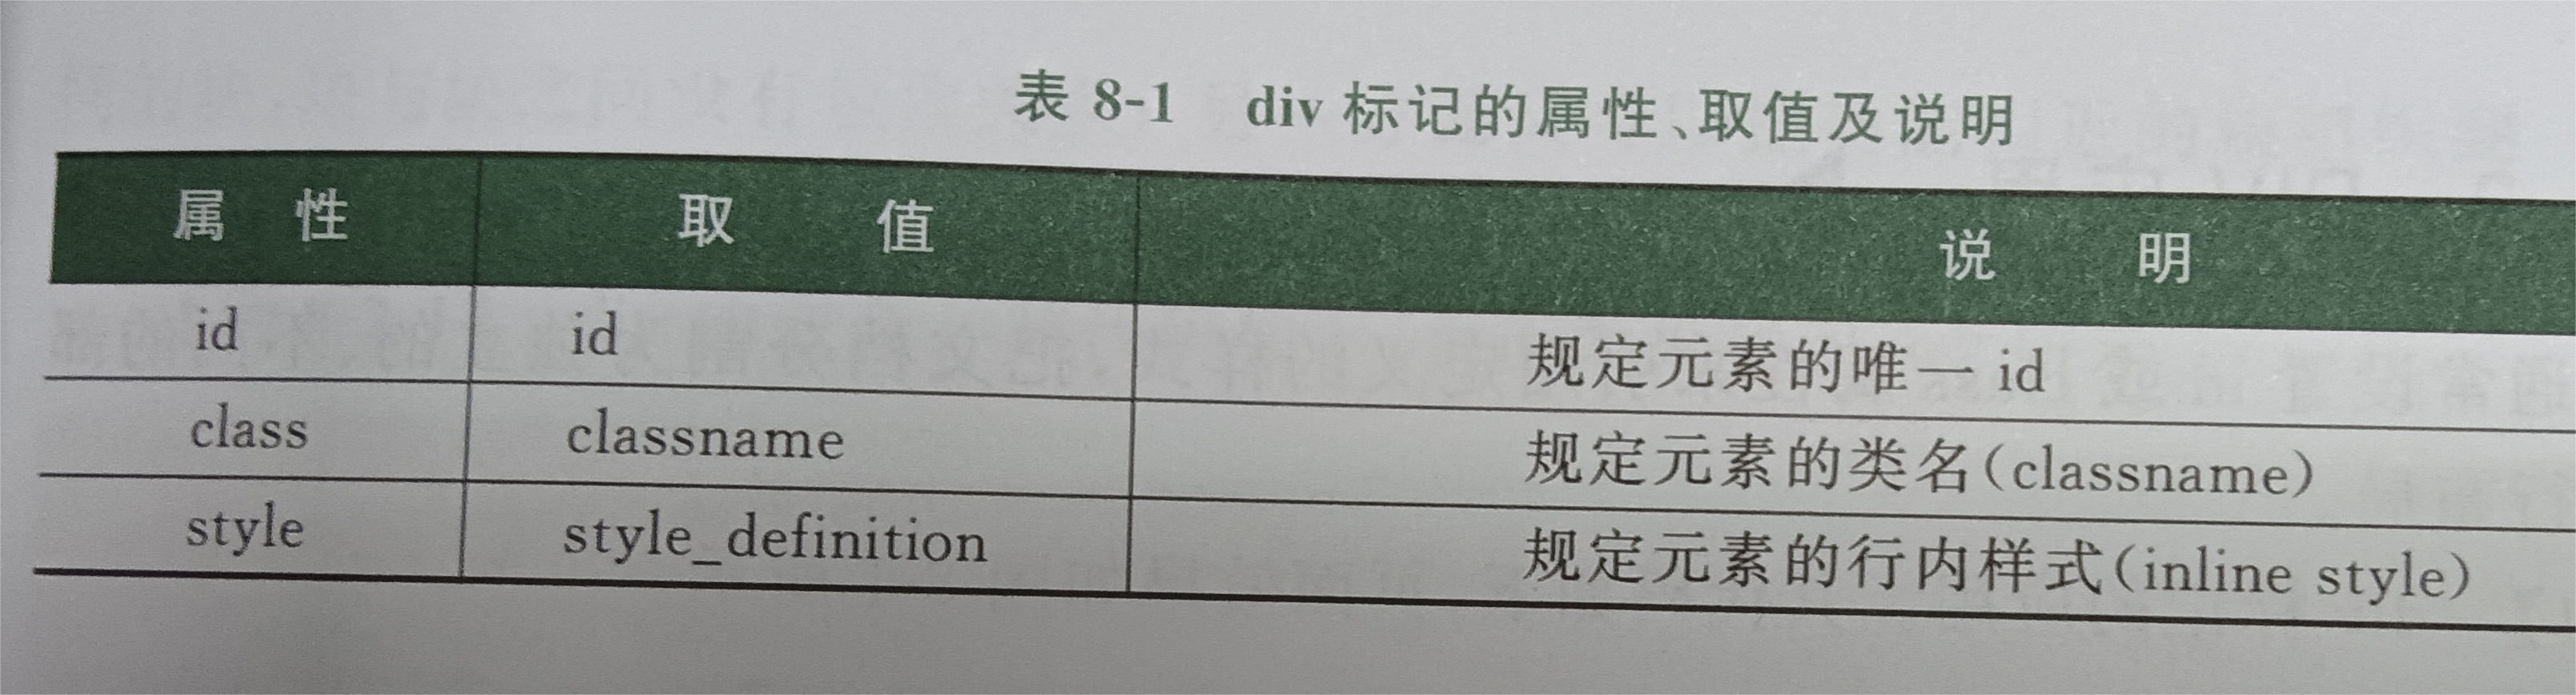 表 8-1 div 标记的属性、取值及说明
属 性 取 值 说 明
id id 规定元素的唯一 id
class classname 规定元素的类名(classname)
style style_definition 规定元素的行内样式(inline style)